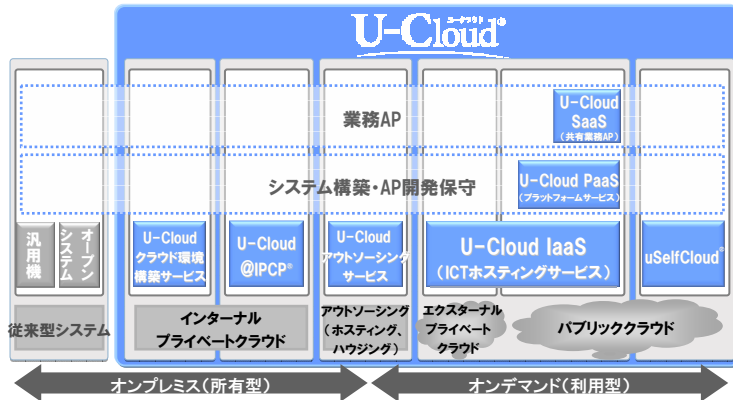 ユークラウド
U-Cloud®
業務AP
U-Cloud
SaaS
(共有業務AP)
システム構築・AP開発保守
U-Cloud PaaS
(プラットフォームサービス)
汎用機
オープン
システム
U-Cloud
クラウド環境
構築サービス
U-Cloud
@IPCP®
U-Cloud
アウトソーシング
サービス
U-Cloud IaaS
(ICTホスティングサービス)
uSelfCloud®
従来型システム
インターナル
プライベートクラウド
アウトソーシング
(ホスティング、
ハウジング)
エクスターナル
プライベート
クラウド
パブリッククラウド
オンプレミス(所有型)
オンデマンド(利用型)